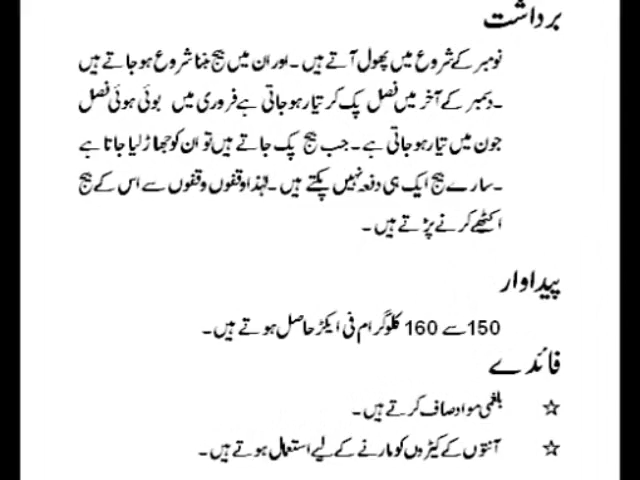 برداشت
نومبر کے شروع میں پھول آتے ہیں ۔ اور ان میں بیج بننا شروع ہو جاتے ہیں
۔ دسمبر کے آخر میں فصل پک کر تیار ہو جاتی ہے فروری میں بوئی ہوئی فصل
جون میں تیار ہو جاتی ہے ۔ جب بیج پک جاتے ہیں تو ان کو جھاڑ لیا جاتا ہے
۔ سارے بیج ایک ہی دفعہ نہیں پکتے ہیں ۔ لہٰذا وقفوں وقفوں سے اس کے بیج
اکٹھے کرنے پڑتے ہیں ۔
پیداوار
150 سے 160 کلوگرام فی ایکڑ حاصل ہوتے ہیں ۔
فائدے
☆ بلغمی مواد صاف کرتے ہیں ۔
☆ آنتوں کے کیڑوں کو مارنے کے لیے استعمال ہوتے ہیں ۔